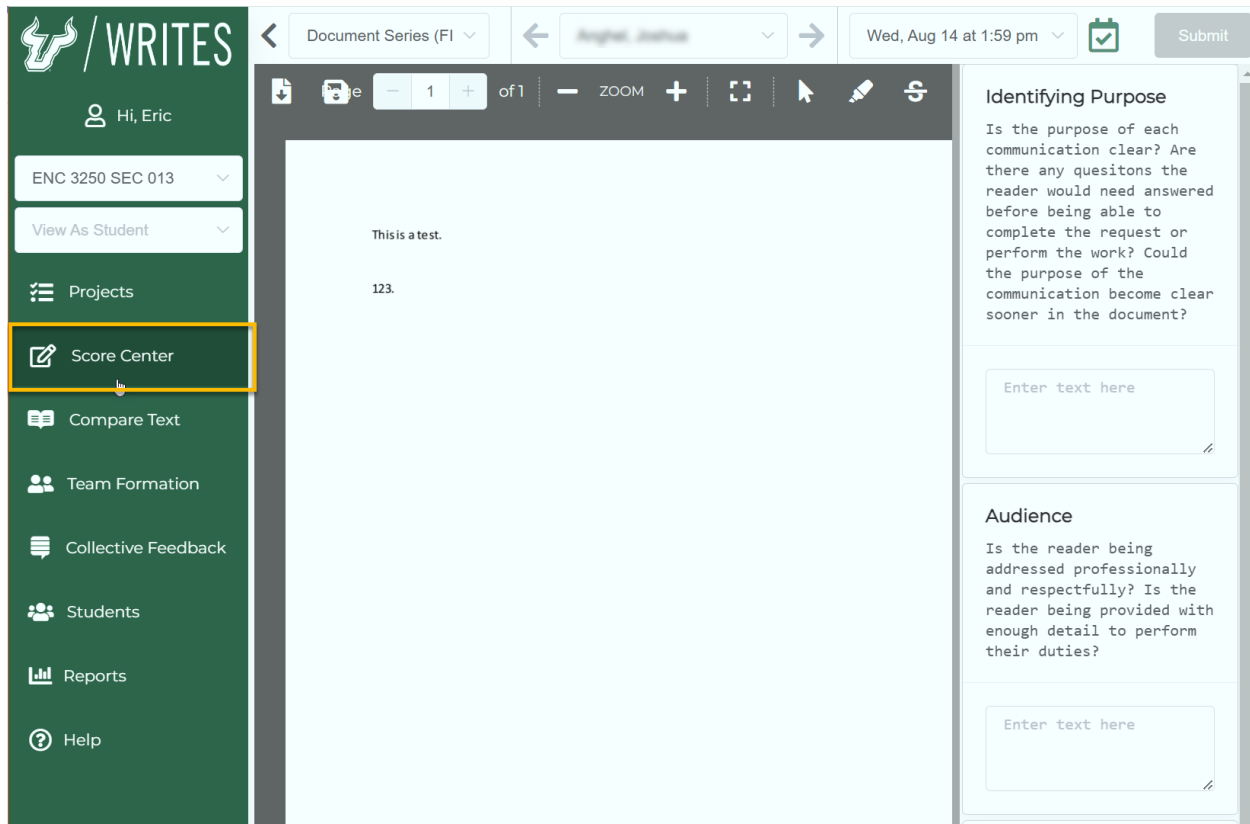 / WRITES
Hi, Eric
ENC 3250 SEC 013
View As Student
Projects
Score Center
Compare Text
Team Formation
Collective Feedback
Students
Reports
Help
Document Series (FI
Wed, Aug 14 at 1:59 pm
Submit
Page 1 of 1 ZOOM
This is a test.
123.
Identifying Purpose
Is the purpose of each
communication clear? Are
there any quesitons the
reader would need answered
before being able to
complete the request or
perform the work? Could
the purpose of the
communication become clear
sooner in the document?
Enter text here
Audience
Is the reader being
addressed professionally
and respectfully? Is the
reader being provided with
enough detail to perform
their duties?
Enter text here